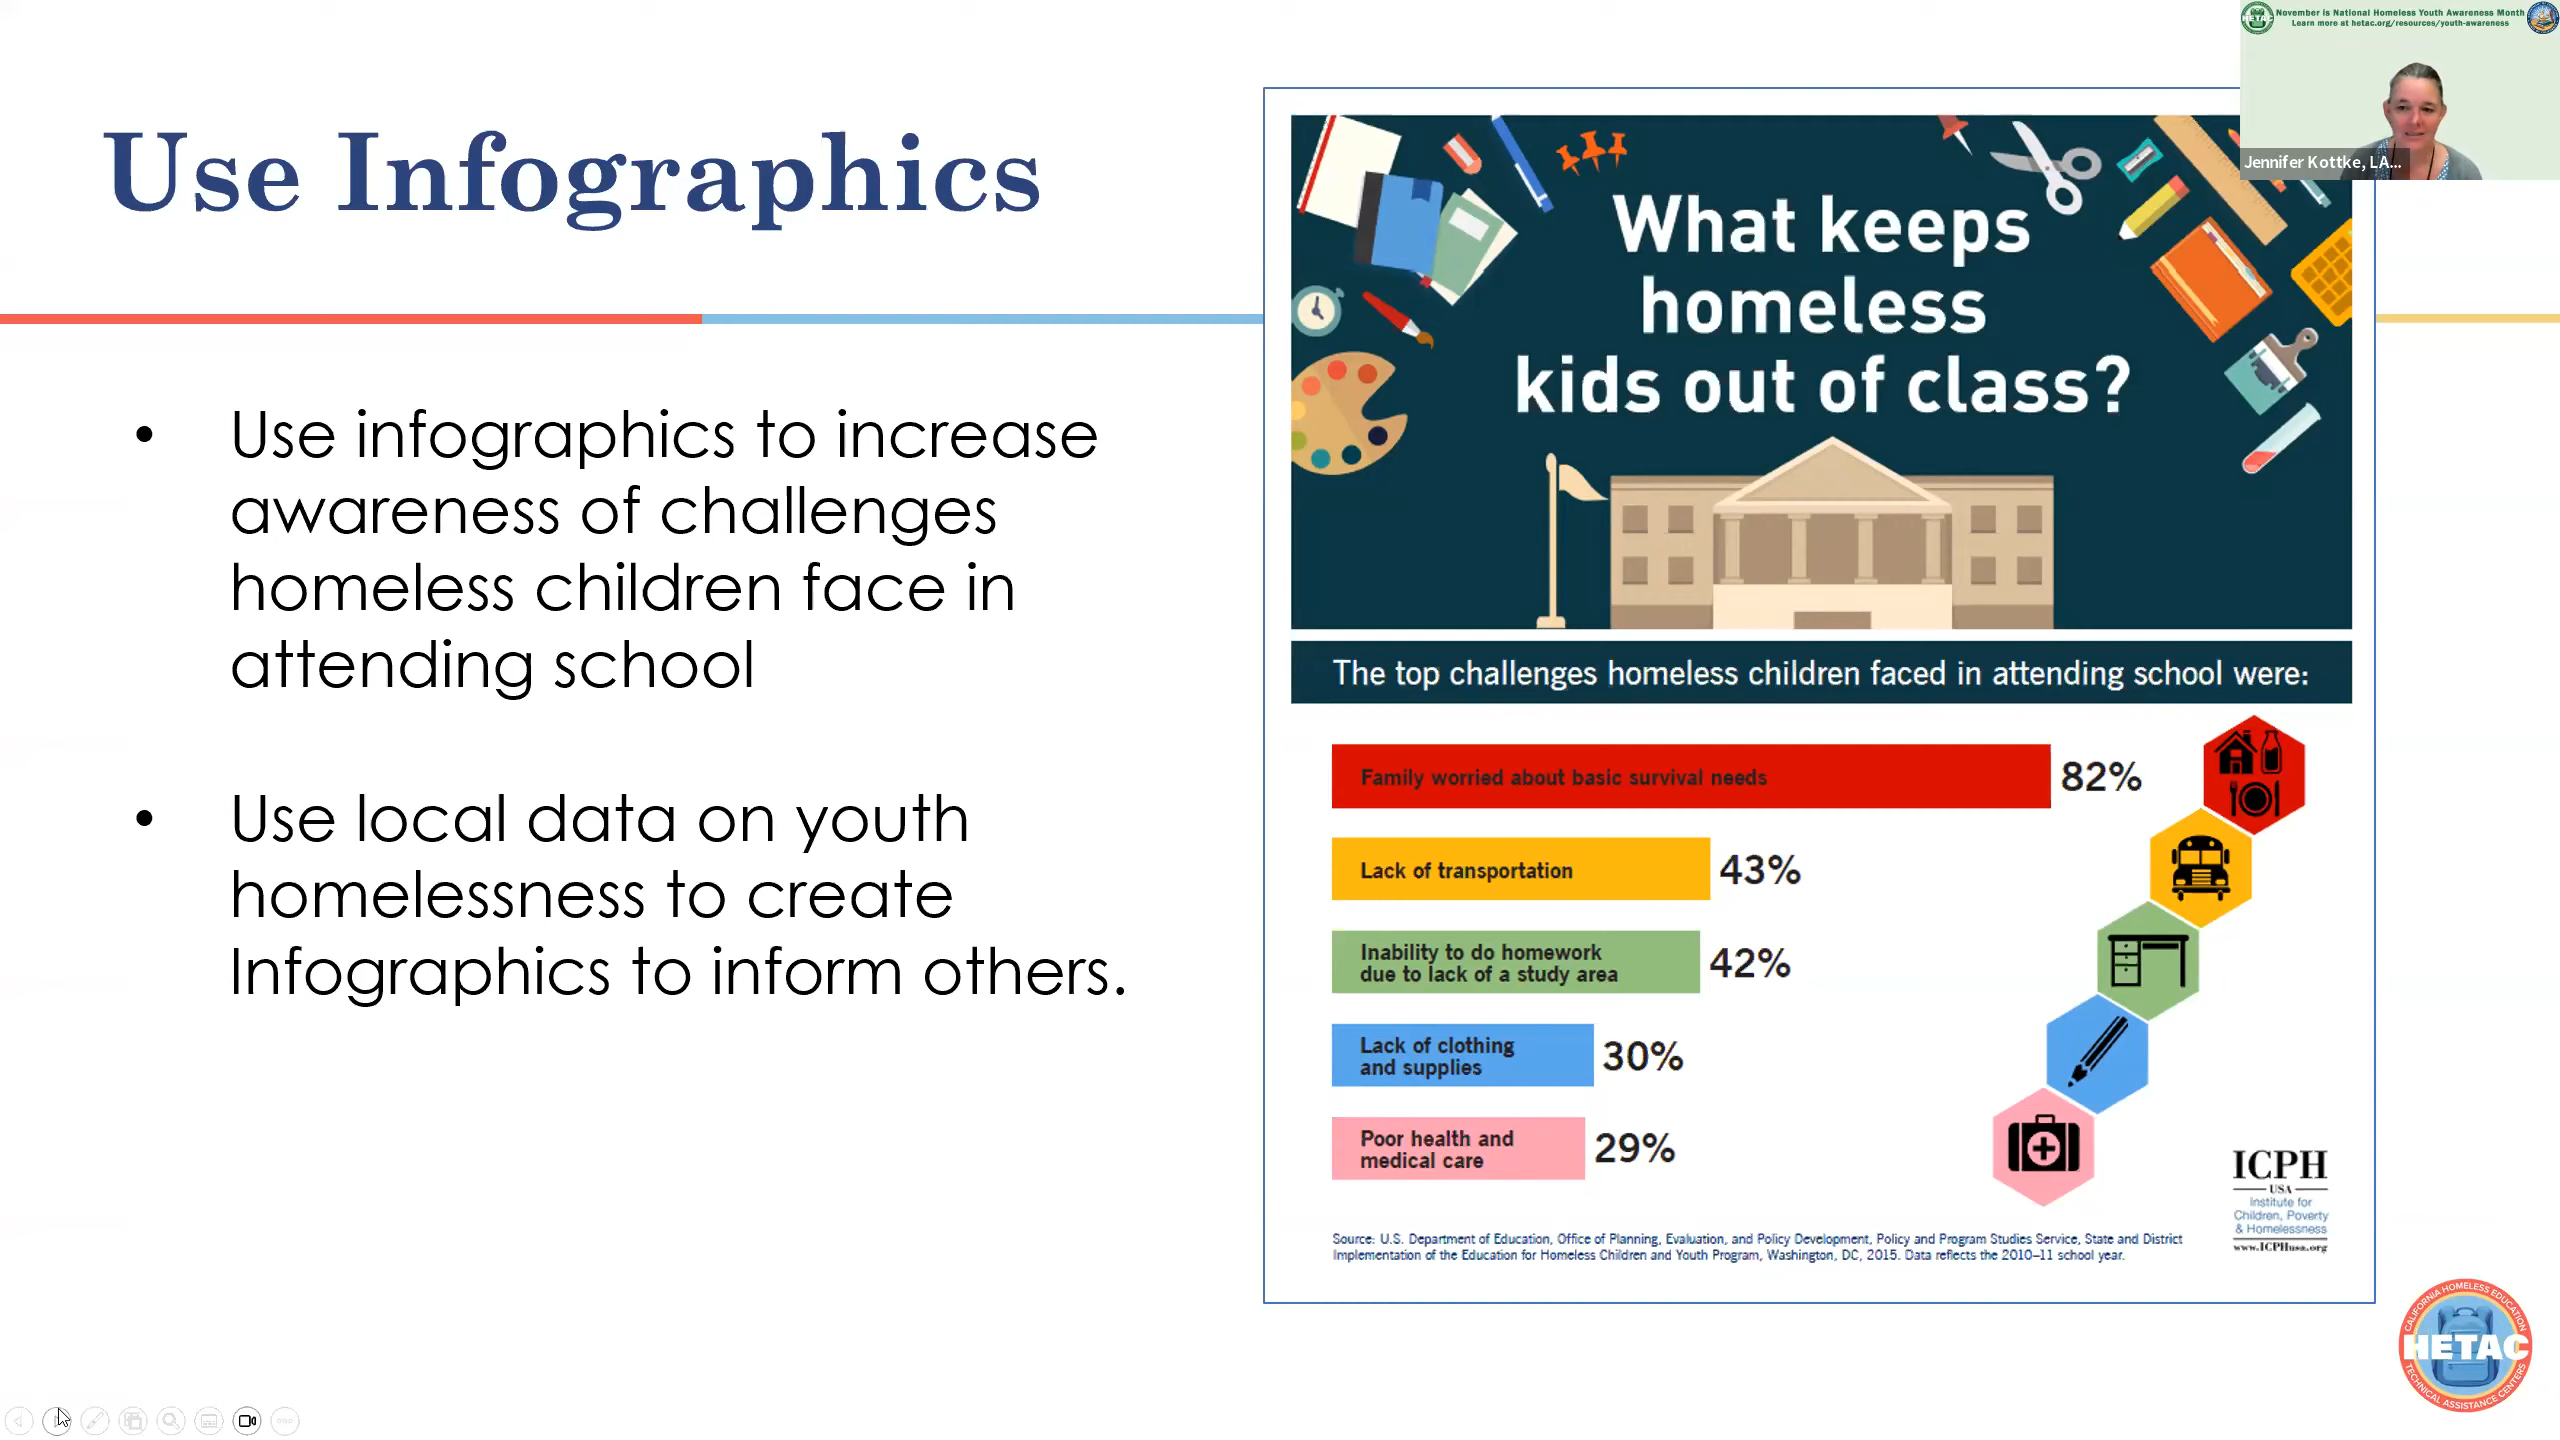 November is National Homeless Youth Awareness Month
Learn more at hetac.org/resources/youth-awareness
Jennifer Kottke, LA...
Use Infographics
• Use infographics to increase
awareness of challenges
homeless children face in
attending school
• Use local data on youth
homelessness to create
Infographics to inform others.
What keeps
homeless
kids out of class?
The top challenges homeless children faced in attending school were:
Family worried about basic survival needs 82%
Lack of transportation 43%
Inability to do homework
due to lack of a study area 42%
Lack of clothing
and supplies 30%
Poor health and
medical care 29%
ICPH
USA
Institute for
Children, Poverty
& Homelessness
www.ICPHusa.org
Source: U.S. Department of Education, Office of Planning, Evaluation, and Policy Development, Policy and Program Studies Service, State and District
Implementation of the Education for Homeless Children and Youth Program, Washington, DC, 2015. Data reflects the 2010–11 school year.
CALIFORNIA HOMELESS EDUCATION
HETAC
TECHNICAL ASSISTANCE CENTERS